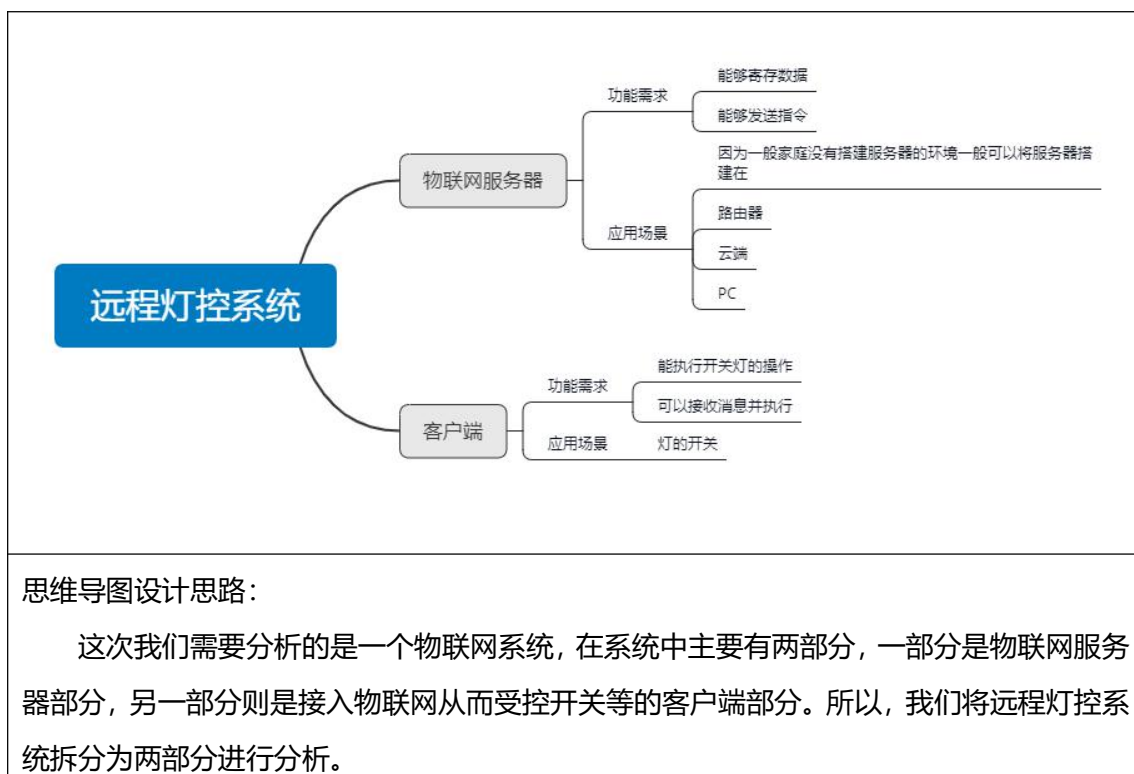 能够寄存数据
功能需求
能够发送指令
因为一般家庭没有搭建服务器的环境一般可以将服务器搭
建在
物联网服务器
路由器
应用场景
云端
PC
远程灯控系统
能执行开关灯的操作
功能需求
可以接收消息并执行
客户端
应用场景
灯的开关
思维导图设计思路：
这次我们需要分析的是一个物联网系统，在系统中主要有两部分，一部分是物联网服务
器部分，另一部分则是接入物联网从而受控开关等的客户端部分。所以，我们将远程灯控系
统拆分为两部分进行分析。